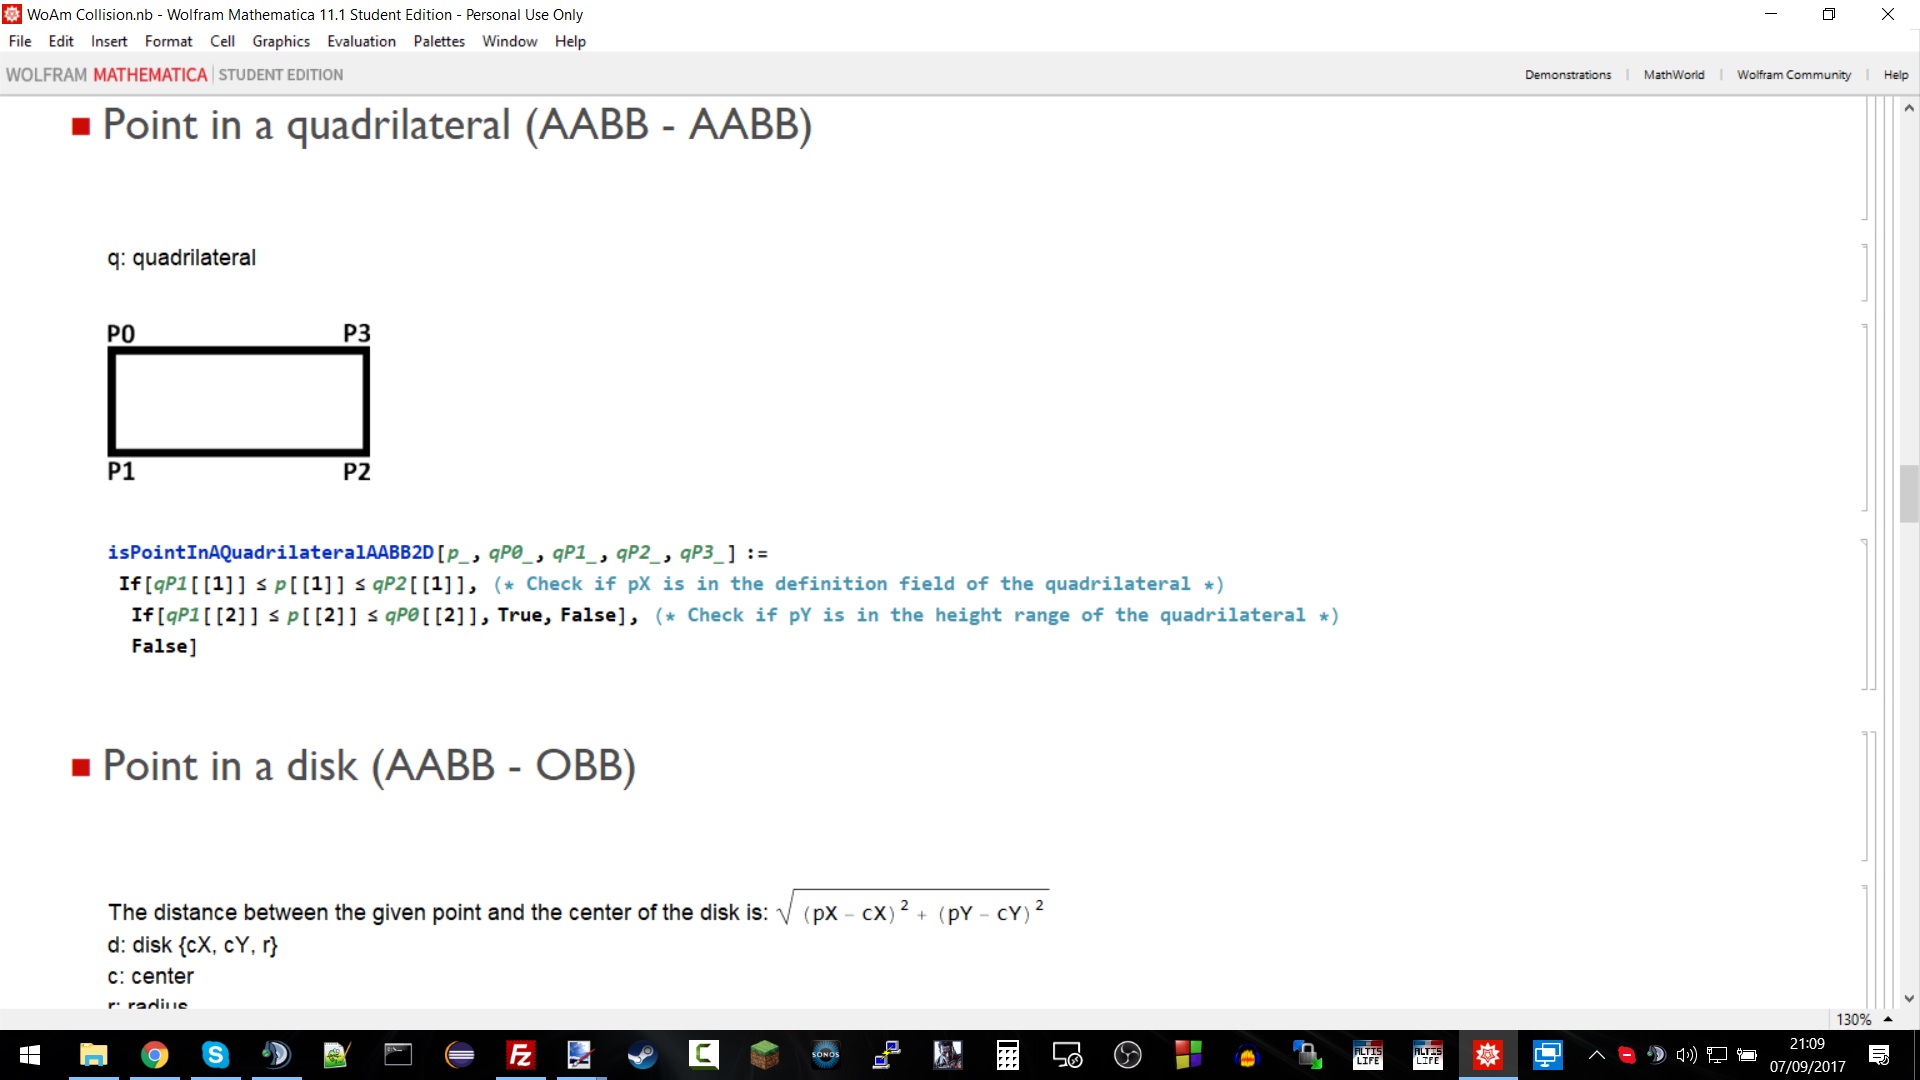 WoAm Collision.nb - Wolfram Mathematica 11.1 Student Edition - Personal Use Only
File Edit Insert Format Cell Graphics Evaluation Palettes Window Help
WOLFRAM MATHEMATICA STUDENT EDITION
Demonstrations MathWorld Wolfram Community Help
Point in a quadrilateral (AABB - AABB)
q: quadrilateral
P0 P3
P1 P2
isPointInAQuadrilateralAABB2D[p_, qP0_, qP1_, qP2_, qP3_] :=
If[qP1[[1]] ≤ p[[1]] ≤ qP2[[1]], (* Check if pX is in the definition field of the quadrilateral *)
If[qP1[[2]] ≤ p[[2]] ≤ qP0[[2]], True, False], (* Check if pY is in the height range of the quadrilateral *)
False]
Point in a disk (AABB - OBB)
The distance between the given point and the center of the disk is: √(pX - cX)² + (pY - cY)²
d: disk {cX, cY, r}
c: center
r: radius
130%
SONOS
ALTIS LIFE
ALTIS LIFE
21:09
07/09/2017